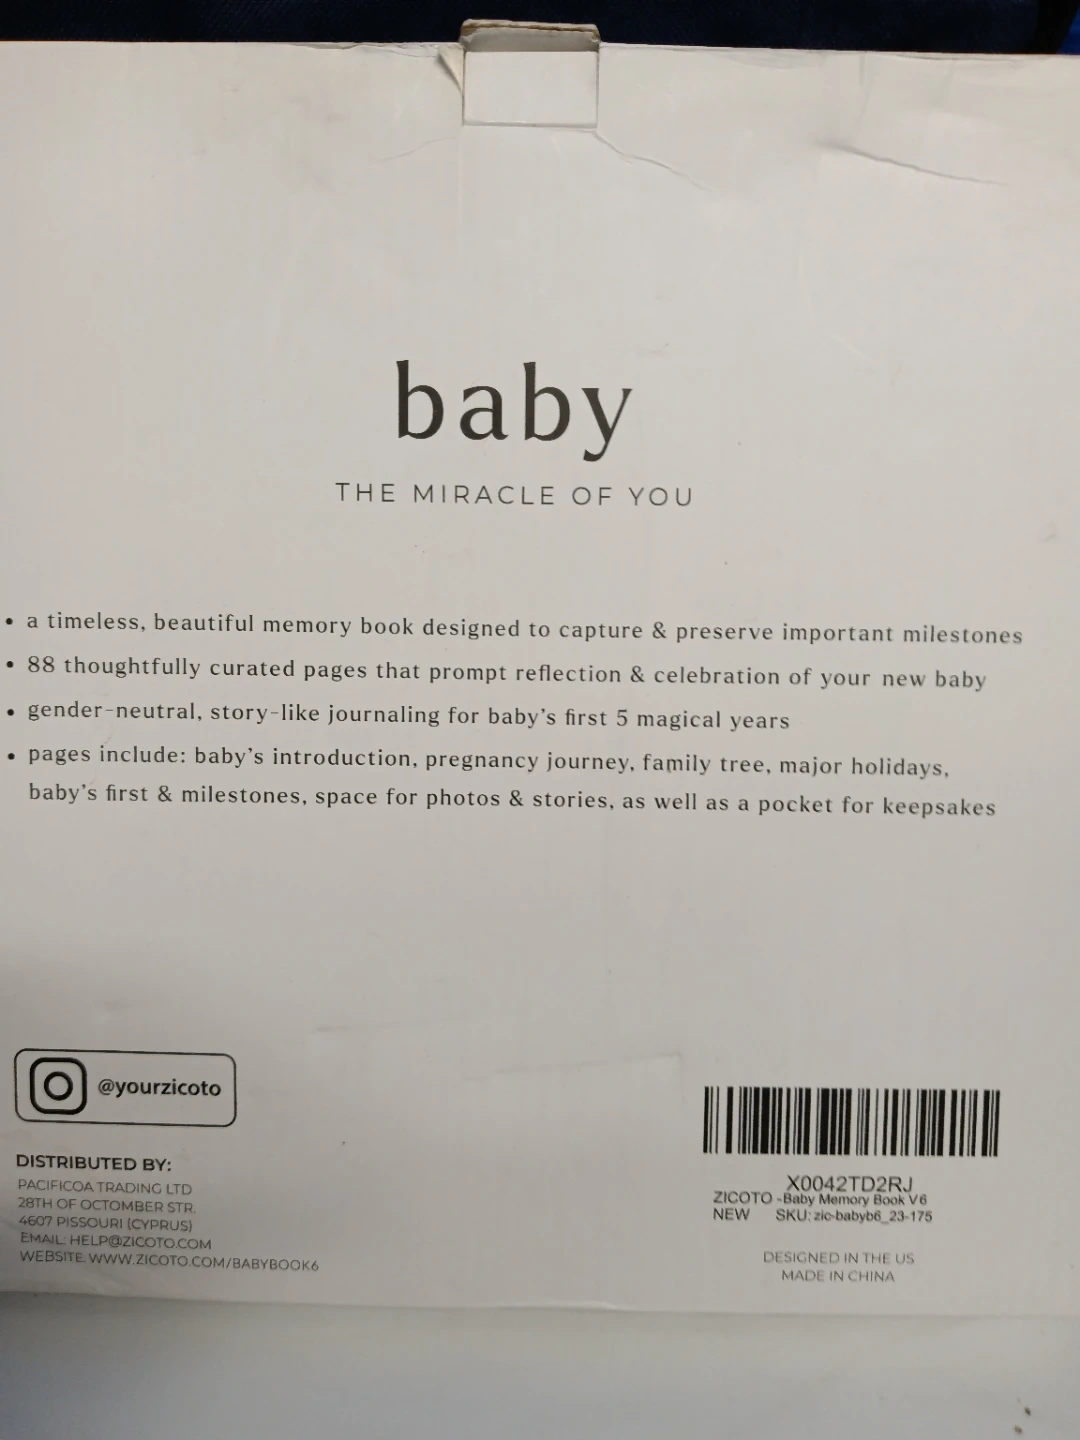 baby
THE MIRACLE OF YOU
• a timeless, beautiful memory book designed to capture & preserve important milestones
• 88 thoughtfully curated pages that prompt reflection & celebration of your new baby
• gender-neutral, story-like journaling for baby's first 5 magical years
• pages include: baby's introduction, pregnancy journey, family tree, major holidays,
baby's first & milestones, space for photos & stories, as well as a pocket for keepsakes
@yourzicoto
DISTRIBUTED BY:
PACIFICOA TRADING LTD
28TH OF OCTOMBER STR.
4607 PISSOURI (CYPRUS)
EMAIL: HELP@ZICOTO.COM
WEBSITE: WWW.ZICOTO.COM/BABYBOOK6
X0042TD2RJ
ZICOTO -Baby Memory Book V6
NEW SKU: zic-babyb6_23-175
DESIGNED IN THE US
MADE IN CHINA